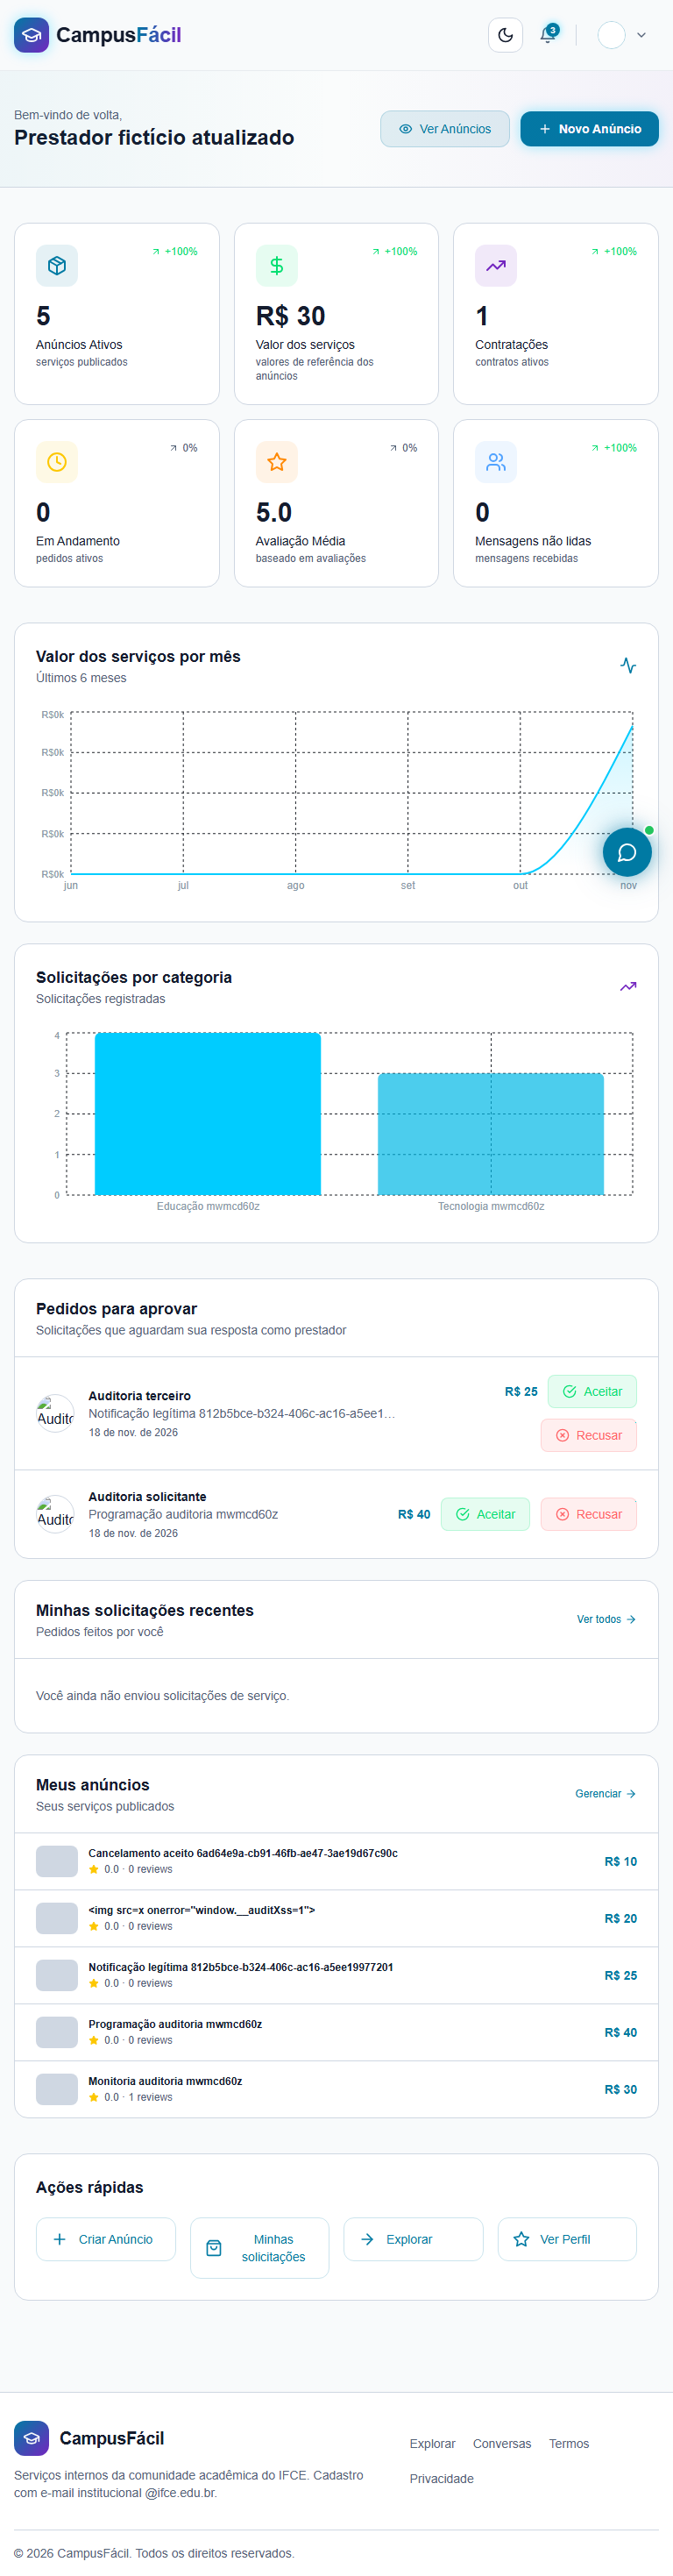 CampusFácil
3
Bem-vindo de volta,
Prestador fictício atualizado
Ver Anúncios
Novo Anúncio
+100%
5
Anúncios Ativos
serviços publicados
+100%
R$ 30
Valor dos serviços
valores de referência dos
anúncios
+100%
1
Contratações
contratos ativos
0%
0
Em Andamento
pedidos ativos
0%
5.0
Avaliação Média
baseado em avaliações
+100%
0
Mensagens não lidas
mensagens recebidas
Valor dos serviços por mês
Últimos 6 meses
R$0k
R$0k
R$0k
R$0k
R$0k
jun jul ago set out nov
Solicitações por categoria
Solicitações registradas
4
3
2
1
0
Educação mwmcd60z Tecnologia mwmcd60z
Pedidos para aprovar
Solicitações que aguardam sua resposta como prestador
Audito
Auditoria terceiro
Notificação legítima 812b5bce-b324-406c-ac16-a5ee1…
18 de nov. de 2026
R$ 25
Aceitar
Recusar
Audito
Auditoria solicitante
Programação auditoria mwmcd60z
18 de nov. de 2026
R$ 40
Aceitar
Recusar
Minhas solicitações recentes
Pedidos feitos por você
Ver todos
Você ainda não enviou solicitações de serviço.
Meus anúncios
Seus serviços publicados
Gerenciar
Cancelamento aceito 6ad64e9a-cb91-46fb-ae47-3ae19d67c90c
0.0 · 0 reviews
R$ 10
<img src=x onerror="window.__auditXss=1">
0.0 · 0 reviews
R$ 20
Notificação legítima 812b5bce-b324-406c-ac16-a5ee19977201
0.0 · 0 reviews
R$ 25
Programação auditoria mwmcd60z
0.0 · 0 reviews
R$ 40
Monitoria auditoria mwmcd60z
0.0 · 1 reviews
R$ 30
Ações rápidas
Criar Anúncio
Minhas
solicitações
Explorar
Ver Perfil
CampusFácil
Serviços internos da comunidade acadêmica do IFCE. Cadastro
com e-mail institucional @ifce.edu.br.
Explorar Conversas Termos
Privacidade
© 2026 CampusFácil. Todos os direitos reservados.